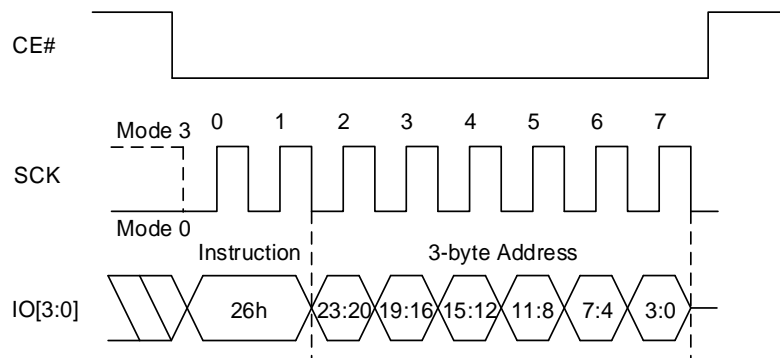 CE#
0 1 2 3 4 5 6 7
Mode 3
SCK
Mode 0
Instruction 3-byte Address
IO[3:0] 26h 23:20 19:16 15:12 11:8 7:4 3:0